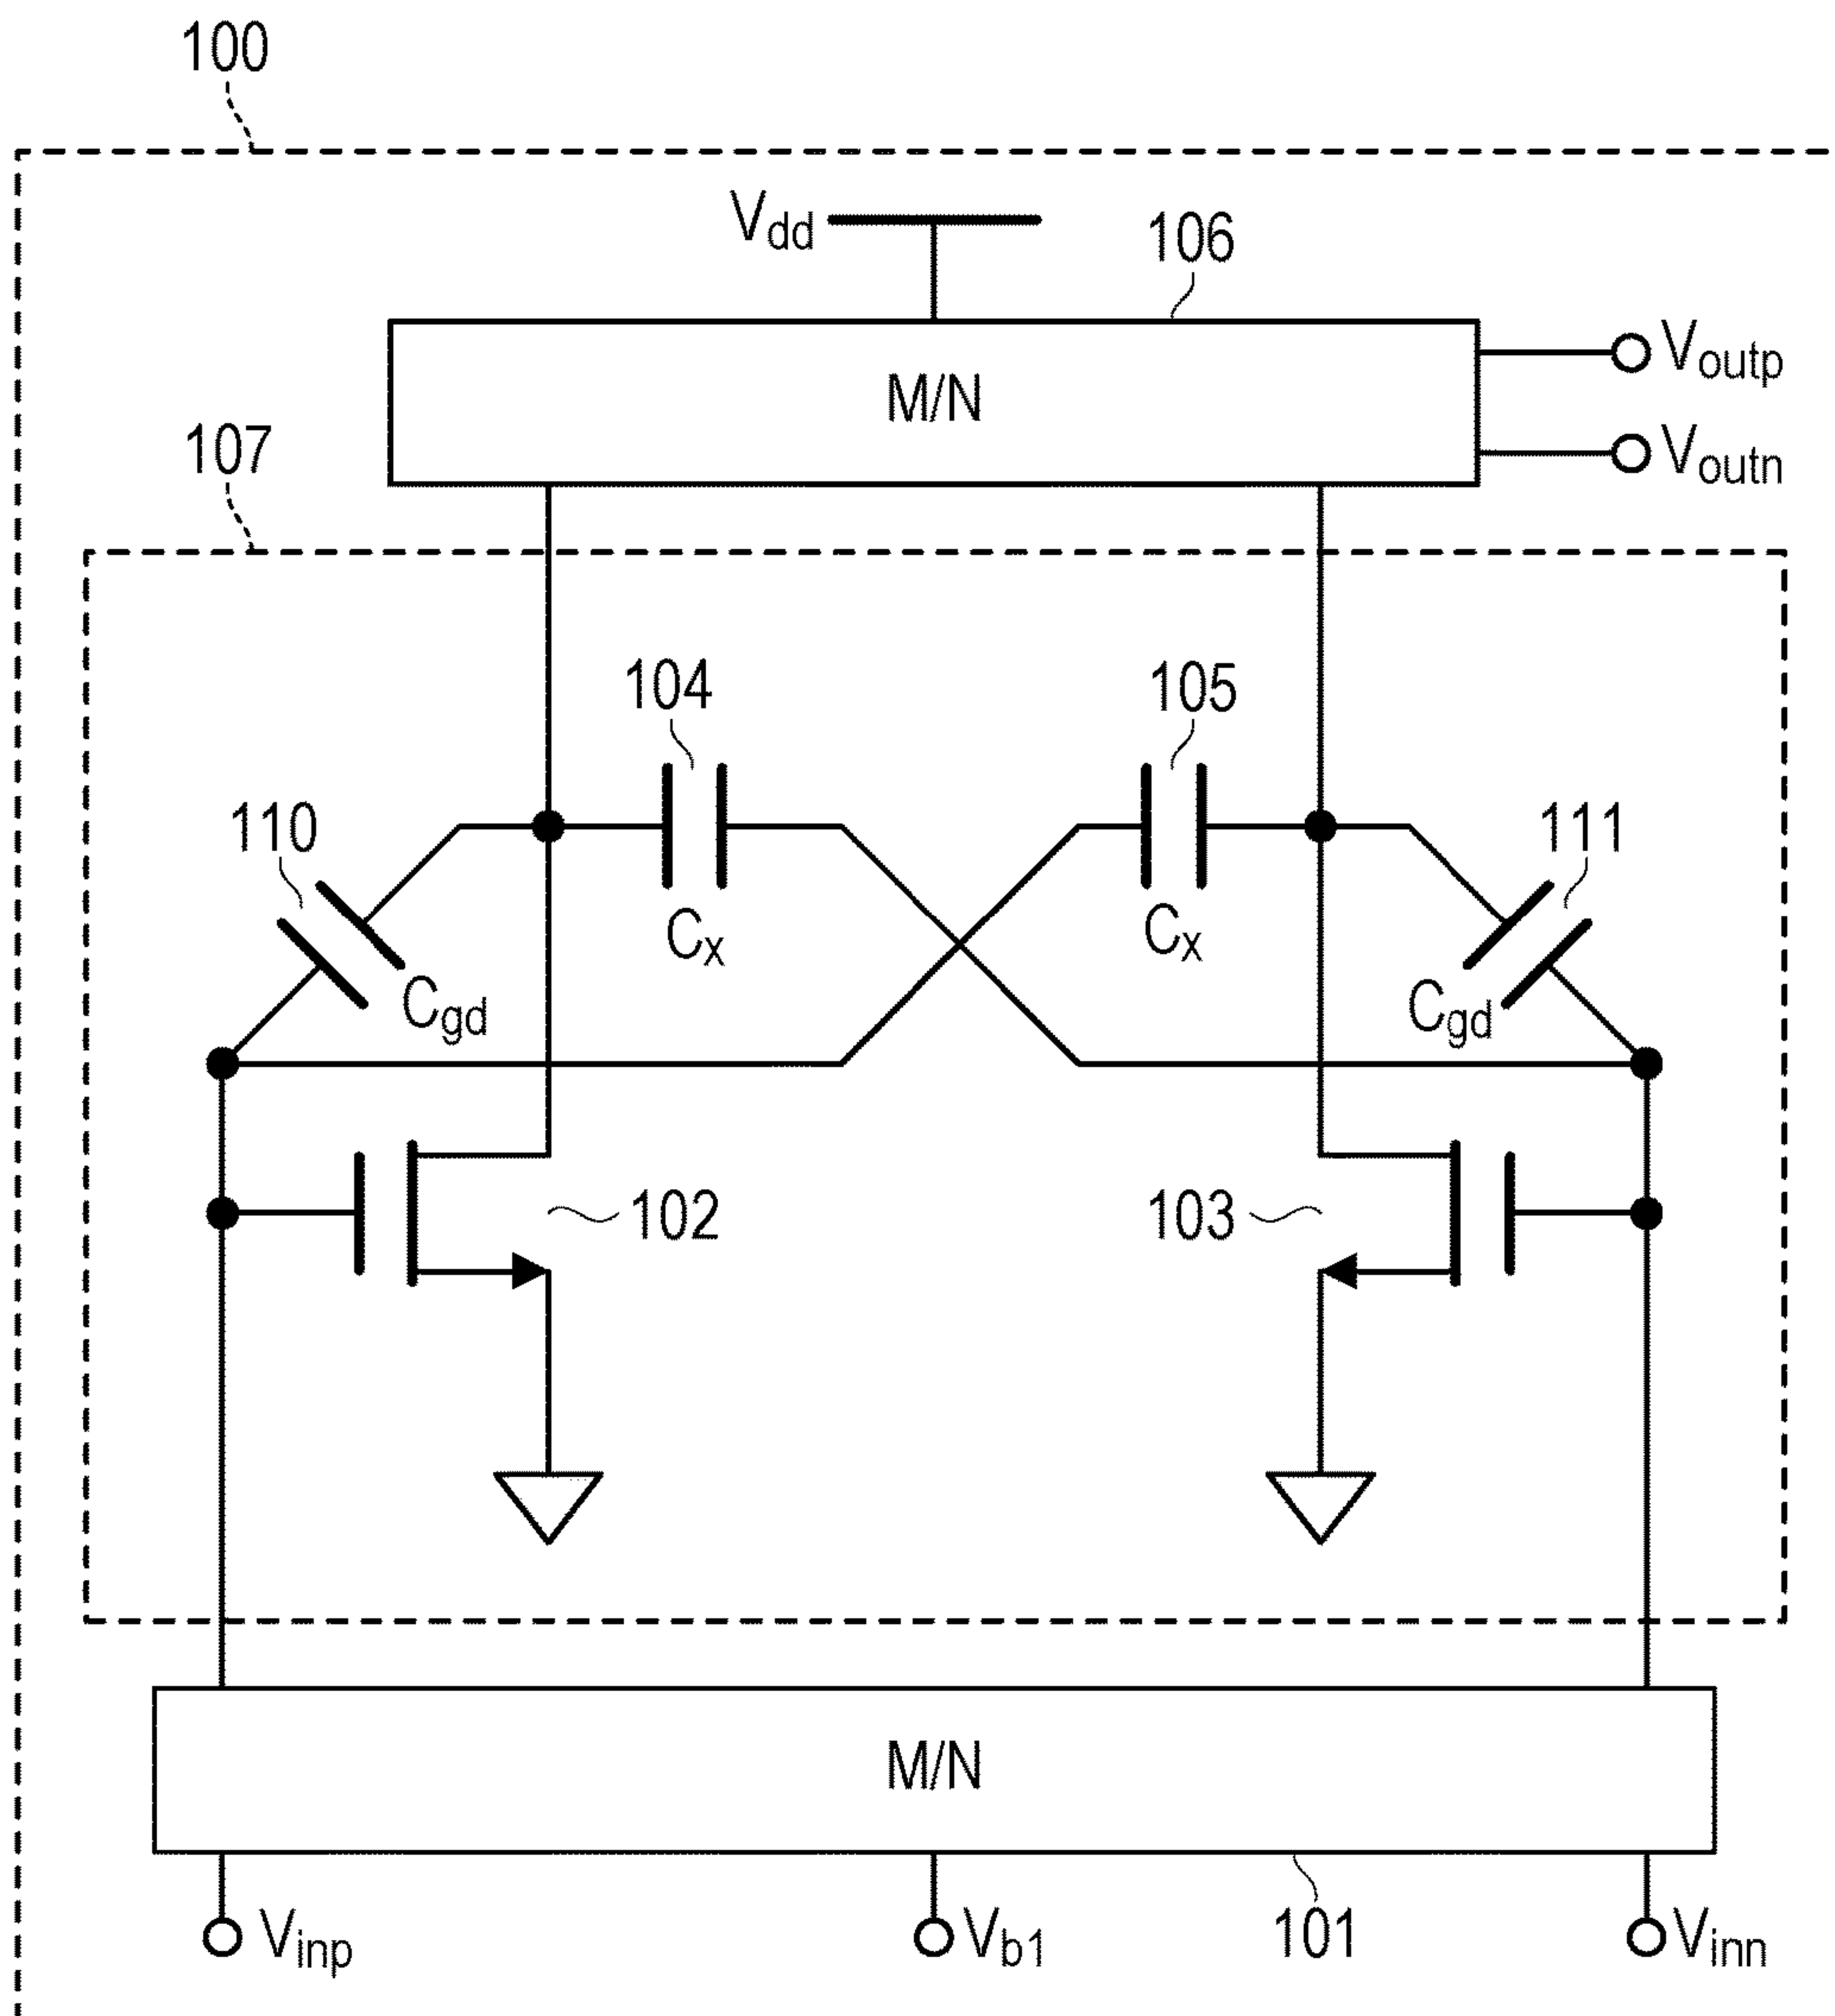 100
Vdd
106
M/N
Voutp
Voutn
107
104
105
110
111
Cx
Cx
Cgd
Cgd
102
103
M/N
Vinp
Vb1
101
Vinn